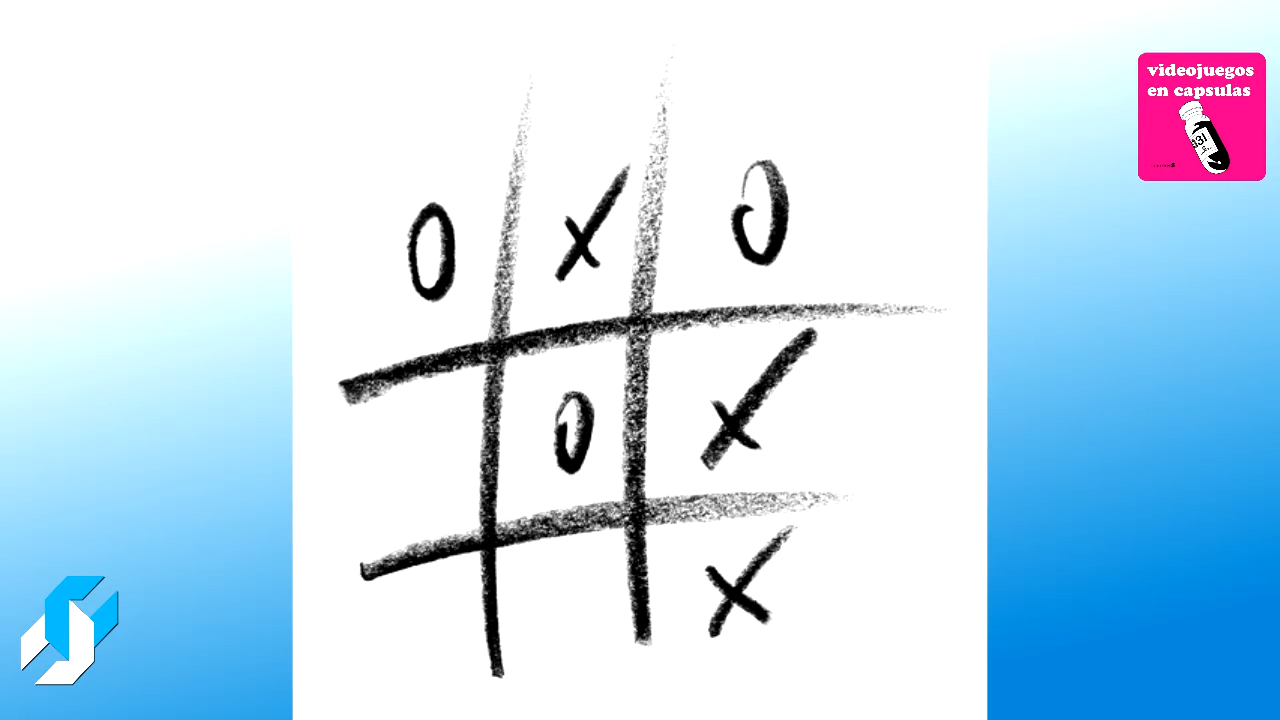 videojuegos
en capsulas
O X O
O X
X